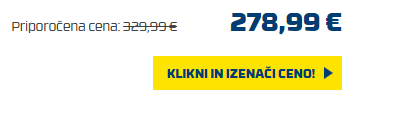 Priporočena cena: 329,99 € 278,99 €
KLIKNI IN IZENAČI CENO!